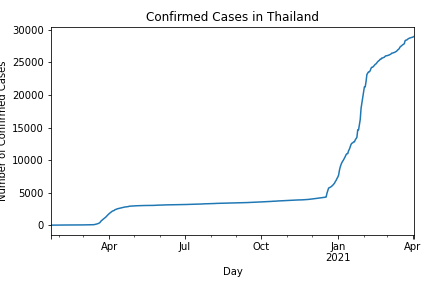 Confirmed Cases in Thailand
Number of Confirmed Cases
30000
25000
20000
15000
10000
5000
0
Apr
Jul
Oct
Jan
2021
Apr
Day